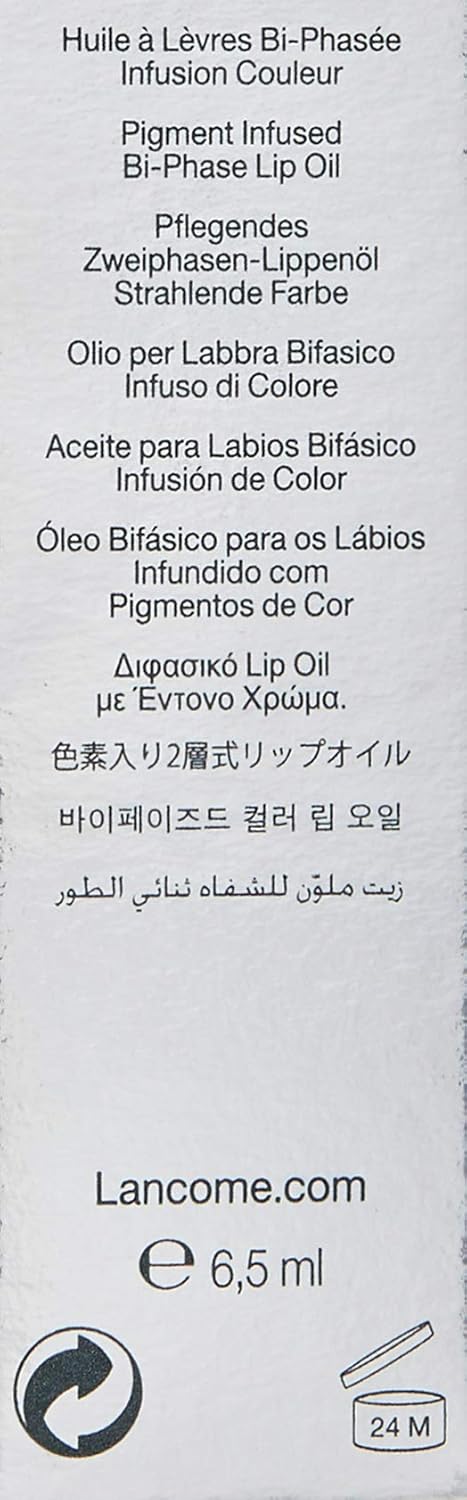 Huile à Lèvres Bi-Phasée
Infusion Couleur
Pigment Infused
Bi-Phase Lip Oil
Pflegendes
Zweiphasen-Lippenöl
Strahlende Farbe
Olio per Labbra Bifasico
Infuso di Colore
Aceite para Labios Bifásico
Infusión de Color
Óleo Bifásico para os Lábios
Infundido com
Pigmentos de Cor
Διφασικό Lip Oil
με Έντονο Χρώμα.
色素入り2層式リップオイル
바이페이즈드 컬러 립 오일
زيت ملوّن للشفاه ثنائي الطور
Lancome.com
℮ 6,5 ml
24 M